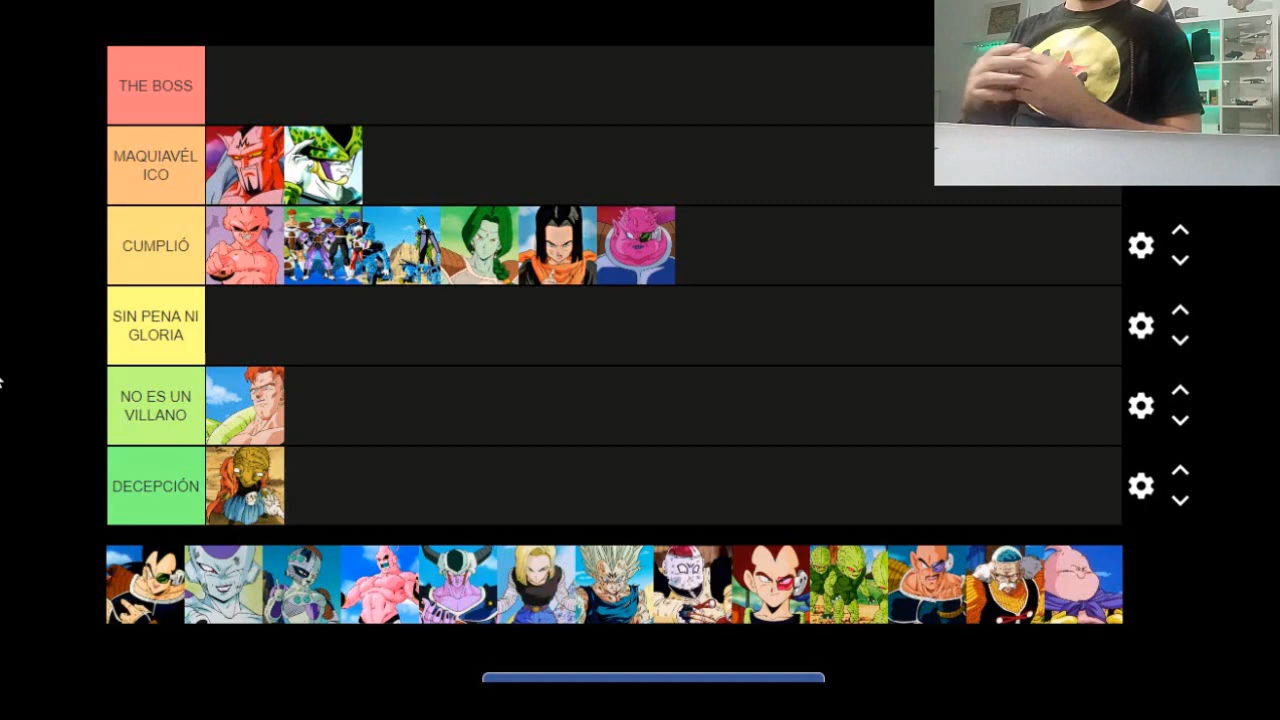 THE BOSS
MAQUIAVÉL
ICO
CUMPLIÓ
SIN PENA NI
GLORIA
NO ES UN
VILLANO
DECEPCIÓN